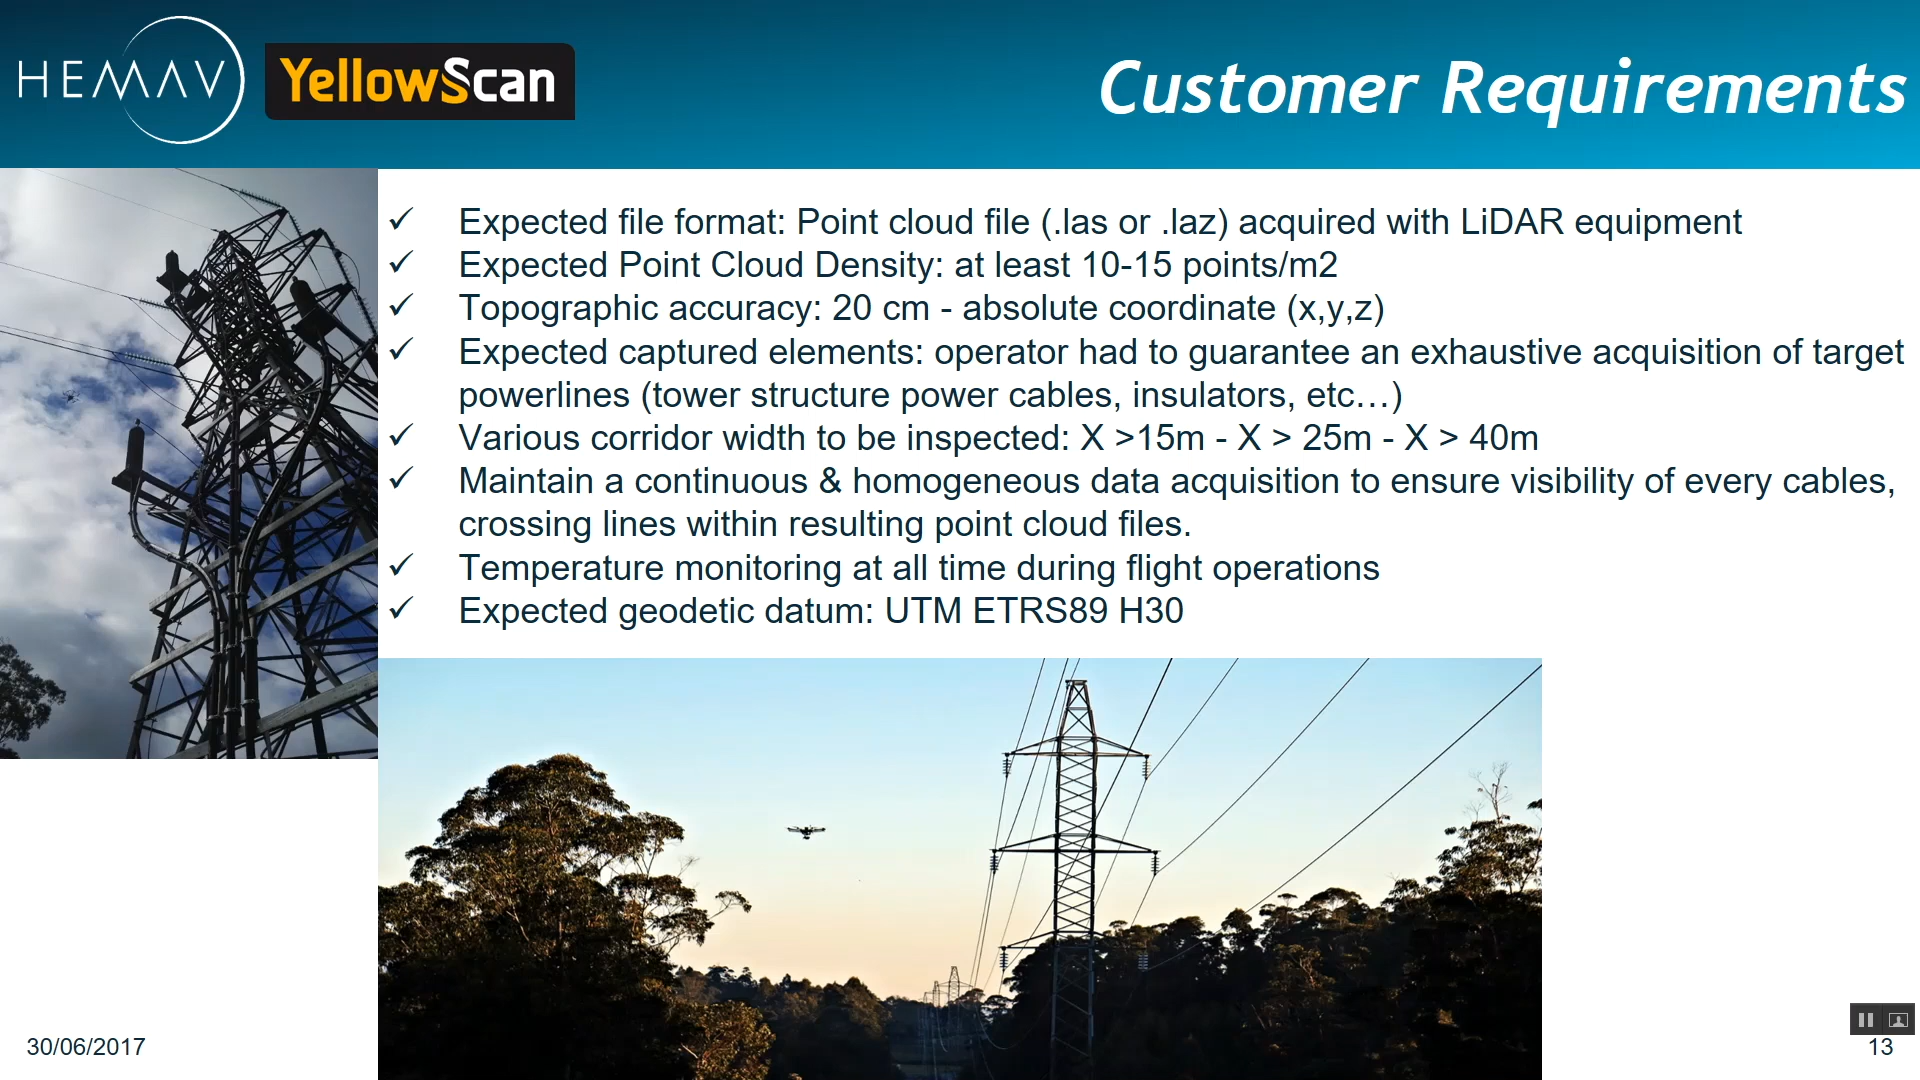 HEMAV
YellowScan
Customer Requirements
✓ Expected file format: Point cloud file (.las or .laz) acquired with LiDAR equipment
✓ Expected Point Cloud Density: at least 10-15 points/m2
✓ Topographic accuracy: 20 cm - absolute coordinate (x,y,z)
✓ Expected captured elements: operator had to guarantee an exhaustive acquisition of target
powerlines (tower structure power cables, insulators, etc…)
✓ Various corridor width to be inspected: X >15m - X > 25m - X > 40m
✓ Maintain a continuous & homogeneous data acquisition to ensure visibility of every cables,
crossing lines within resulting point cloud files.
✓ Temperature monitoring at all time during flight operations
✓ Expected geodetic datum: UTM ETRS89 H30
30/06/2017
13